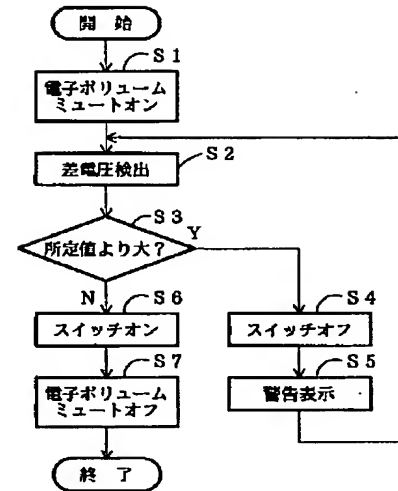 開 始
S1
電子ボリューム
ミュートオン
S2
差電圧検出
S3
所定値より大?
Y
N
S6
スイッチオン
S4
スイッチオフ
S7
電子ボリューム
ミュートオフ
S5
警告表示
終 了